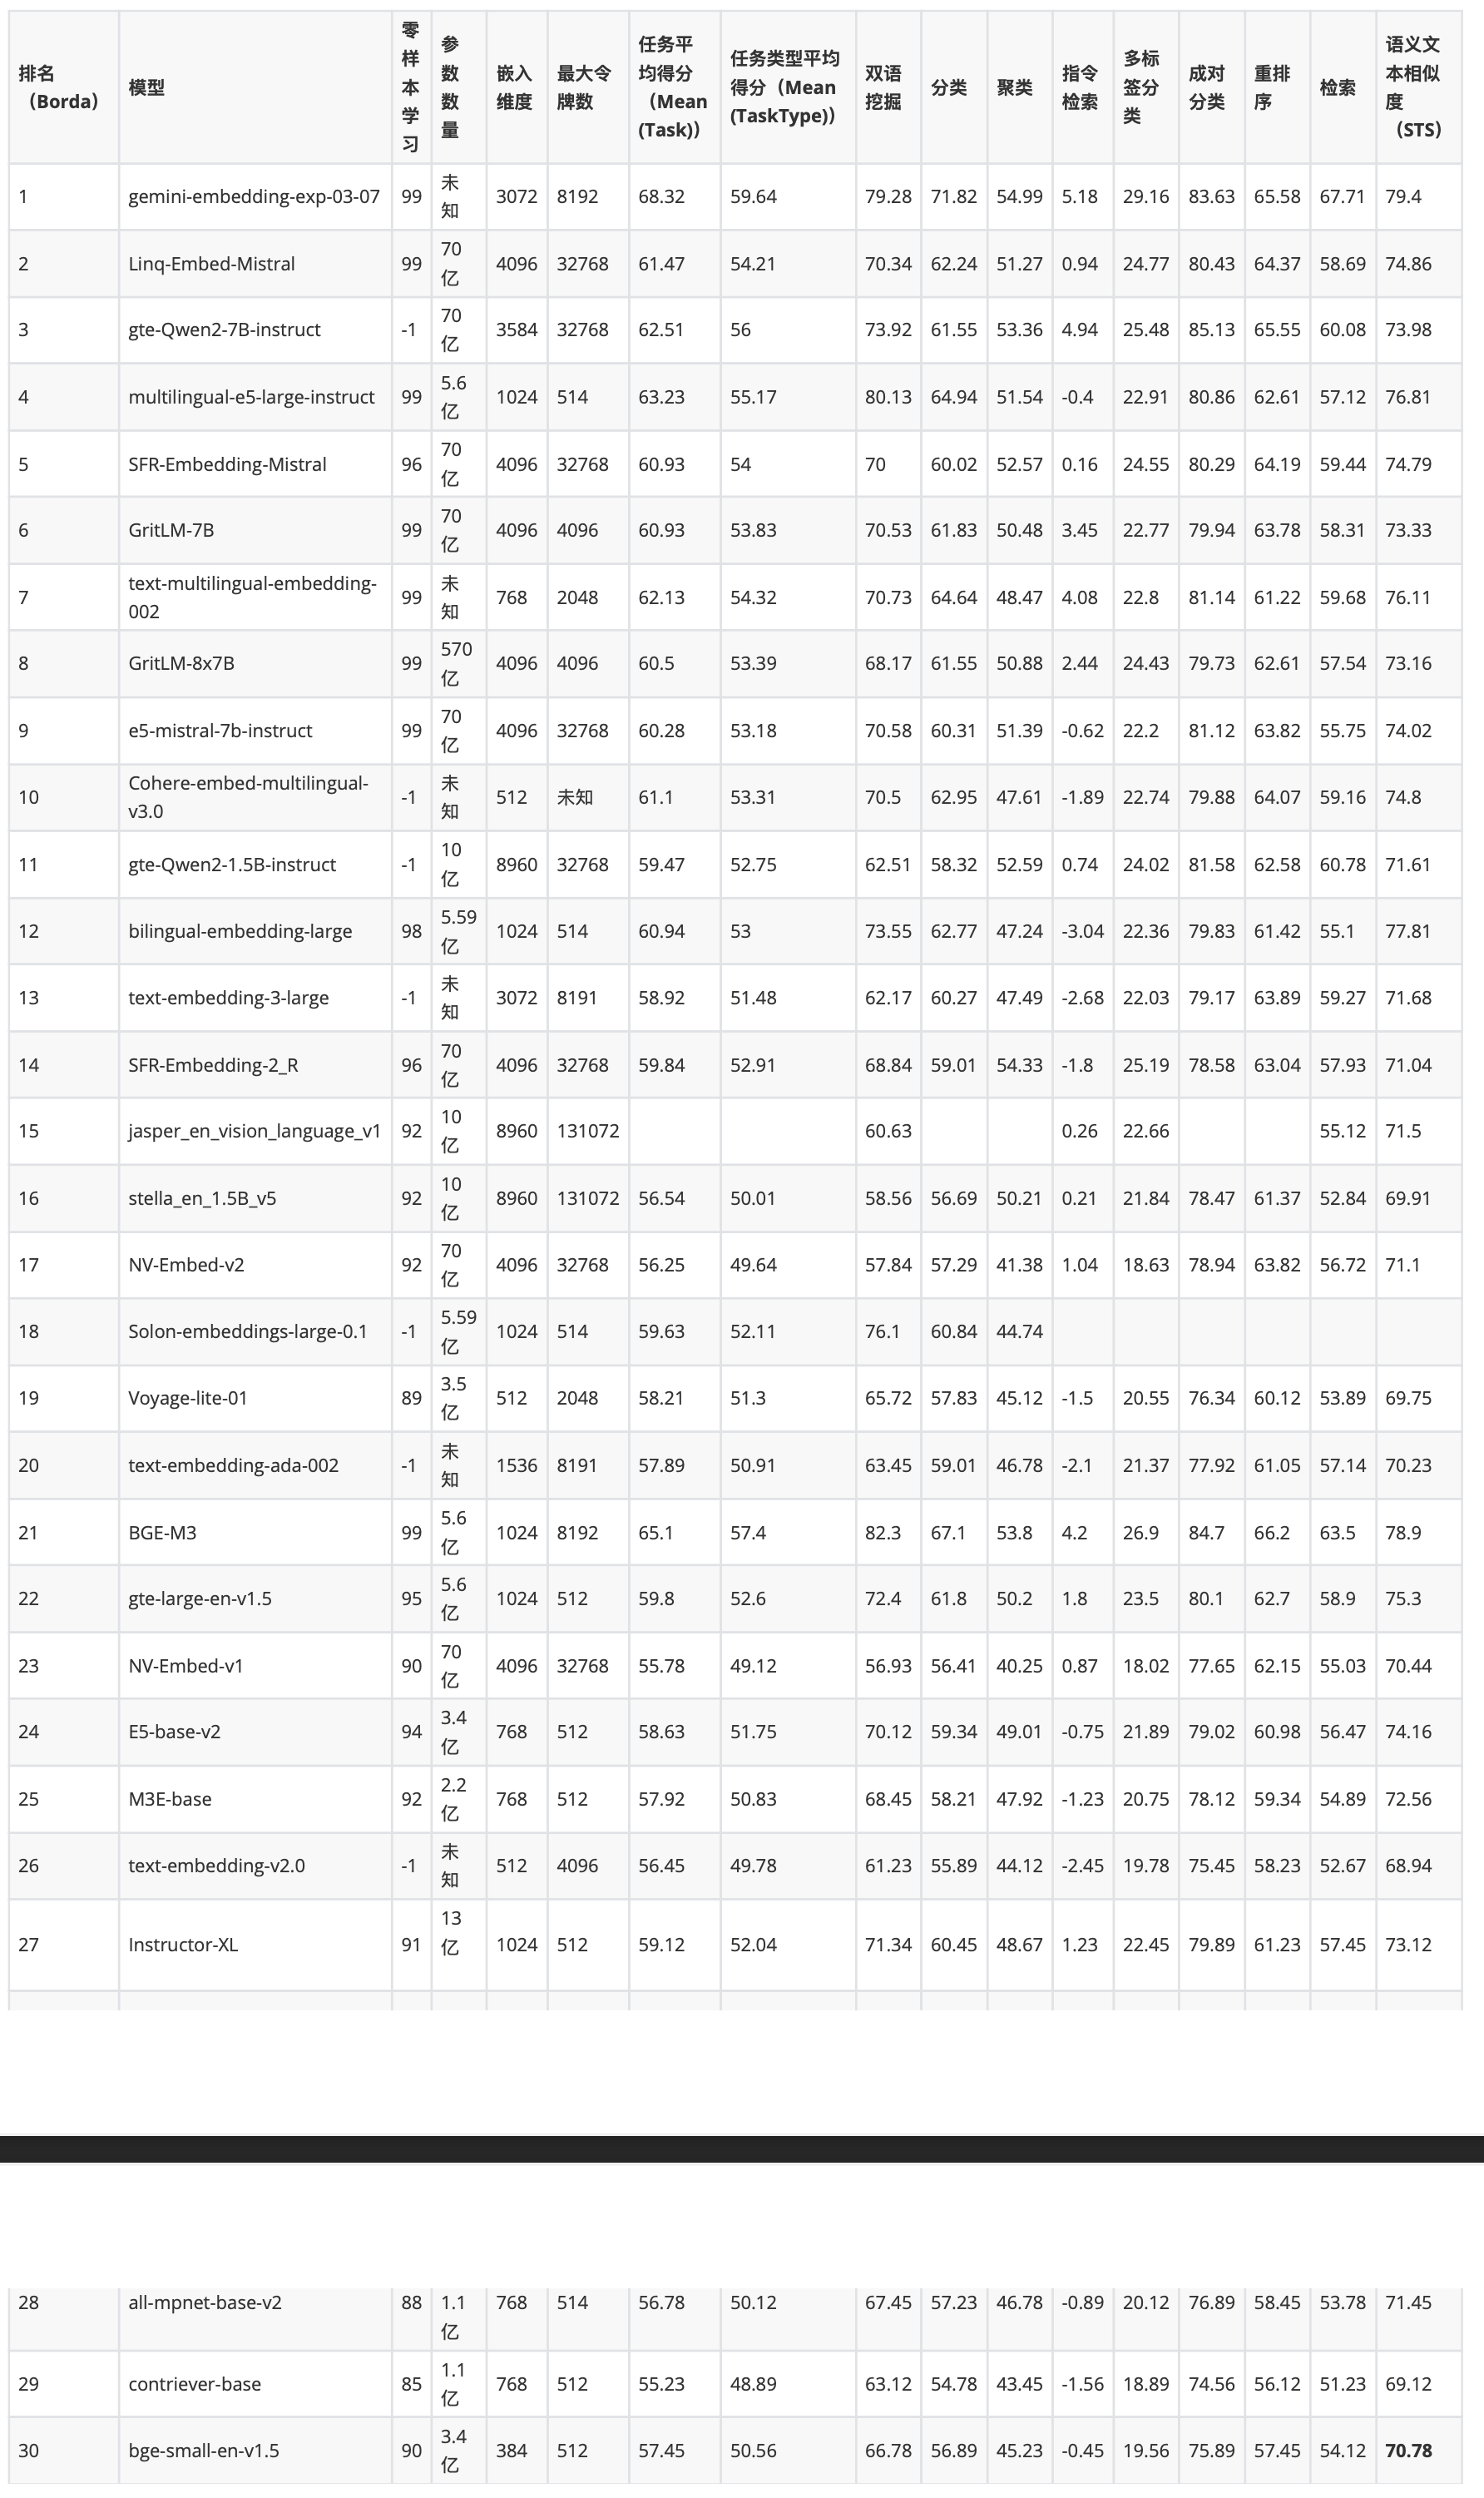 排名（Borda） 模型 零样本学习 参数数量 嵌入维度 最大令牌数 任务平均得分（Mean (Task)） 任务类型平均得分（Mean (TaskType)） 双语挖掘 分类 聚类 指令检索 多标签分类 成对分类 重排序 检索 语义文本相似度（STS）
1 gemini-embedding-exp-03-07 99 未知 3072 8192 68.32 59.64 79.28 71.82 54.99 5.18 29.16 83.63 65.58 67.71 79.4
2 Linq-Embed-Mistral 99 70亿 4096 32768 61.47 54.21 70.34 62.24 51.27 0.94 24.77 80.43 64.37 58.69 74.86
3 gte-Qwen2-7B-instruct -1 70亿 3584 32768 62.51 56 73.92 61.55 53.36 4.94 25.48 85.13 65.55 60.08 73.98
4 multilingual-e5-large-instruct 99 5.6亿 1024 514 63.23 55.17 80.13 64.94 51.54 -0.4 22.91 80.86 62.61 57.12 76.81
5 SFR-Embedding-Mistral 96 70亿 4096 32768 60.93 54 70 60.02 52.57 0.16 24.55 80.29 64.19 59.44 74.79
6 GritLM-7B 99 70亿 4096 4096 60.93 53.83 70.53 61.83 50.48 3.45 22.77 79.94 63.78 58.31 73.33
7 text-multilingual-embedding-002 99 未知 768 2048 62.13 54.32 70.73 64.64 48.47 4.08 22.8 81.14 61.22 59.68 76.11
8 GritLM-8x7B 99 570亿 4096 4096 60.5 53.39 68.17 61.55 50.88 2.44 24.43 79.73 62.61 57.54 73.16
9 e5-mistral-7b-instruct 99 70亿 4096 32768 60.28 53.18 70.58 60.31 51.39 -0.62 22.2 81.12 63.82 55.75 74.02
10 Cohere-embed-multilingual-v3.0 -1 未知 512 未知 61.1 53.31 70.5 62.95 47.61 -1.89 22.74 79.88 64.07 59.16 74.8
11 gte-Qwen2-1.5B-instruct -1 10亿 8960 32768 59.47 52.75 62.51 58.32 52.59 0.74 24.02 81.58 62.58 60.78 71.61
12 bilingual-embedding-large 98 5.59亿 1024 514 60.94 53 73.55 62.77 47.24 -3.04 22.36 79.83 61.42 55.1 77.81
13 text-embedding-3-large -1 未知 3072 8191 58.92 51.48 62.17 60.27 47.49 -2.68 22.03 79.17 63.89 59.27 71.68
14 SFR-Embedding-2_R 96 70亿 4096 32768 59.84 52.91 68.84 59.01 54.33 -1.8 25.19 78.58 63.04 57.93 71.04
15 jasper_en_vision_language_v1 92 10亿 8960 131072 60.63 0.26 22.66 55.12 71.5
16 stella_en_1.5B_v5 92 10亿 8960 131072 56.54 50.01 58.56 56.69 50.21 0.21 21.84 78.47 61.37 52.84 69.91
17 NV-Embed-v2 92 70亿 4096 32768 56.25 49.64 57.84 57.29 41.38 1.04 18.63 78.94 63.82 56.72 71.1
18 Solon-embeddings-large-0.1 -1 5.59亿 1024 514 59.63 52.11 76.1 60.84 44.74
19 Voyage-lite-01 89 3.5亿 512 2048 58.21 51.3 65.72 57.83 45.12 -1.5 20.55 76.34 60.12 53.89 69.75
20 text-embedding-ada-002 -1 未知 1536 8191 57.89 50.91 63.45 59.01 46.78 -2.1 21.37 77.92 61.05 57.14 70.23
21 BGE-M3 99 5.6亿 1024 8192 65.1 57.4 82.3 67.1 53.8 4.2 26.9 84.7 66.2 63.5 78.9
22 gte-large-en-v1.5 95 5.6亿 1024 512 59.8 52.6 72.4 61.8 50.2 1.8 23.5 80.1 62.7 58.9 75.3
23 NV-Embed-v1 90 70亿 4096 32768 55.78 49.12 56.93 56.41 40.25 0.87 18.02 77.65 62.15 55.03 70.44
24 E5-base-v2 94 3.4亿 768 512 58.63 51.75 70.12 59.34 49.01 -0.75 21.89 79.02 60.98 56.47 74.16
25 M3E-base 92 2.2亿 768 512 57.92 50.83 68.45 58.21 47.92 -1.23 20.75 78.12 59.34 54.89 72.56
26 text-embedding-v2.0 -1 未知 512 4096 56.45 49.78 61.23 55.89 44.12 -2.45 19.78 75.45 58.23 52.67 68.94
27 Instructor-XL 91 13亿 1024 512 59.12 52.04 71.34 60.45 48.67 1.23 22.45 79.89 61.23 57.45 73.12
28 all-mpnet-base-v2 88 1.1亿 768 514 56.78 50.12 67.45 57.23 46.78 -0.89 20.12 76.89 58.45 53.78 71.45
29 contriever-base 85 1.1亿 768 512 55.23 48.89 63.12 54.78 43.45 -1.56 18.89 74.56 56.12 51.23 69.12
30 bge-small-en-v1.5 90 3.4亿 384 512 57.45 50.56 66.78 56.89 45.23 -0.45 19.56 75.89 57.45 54.12 70.78